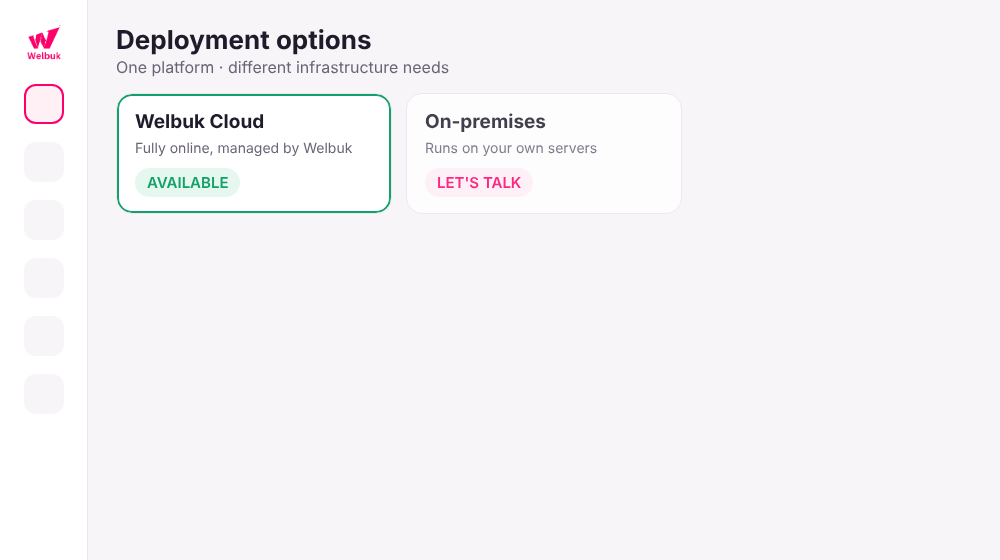 Welbuk
Deployment options
One platform · different infrastructure needs
Welbuk Cloud
Fully online, managed by Welbuk
AVAILABLE
On-premises
Runs on your own servers
LET'S TALK